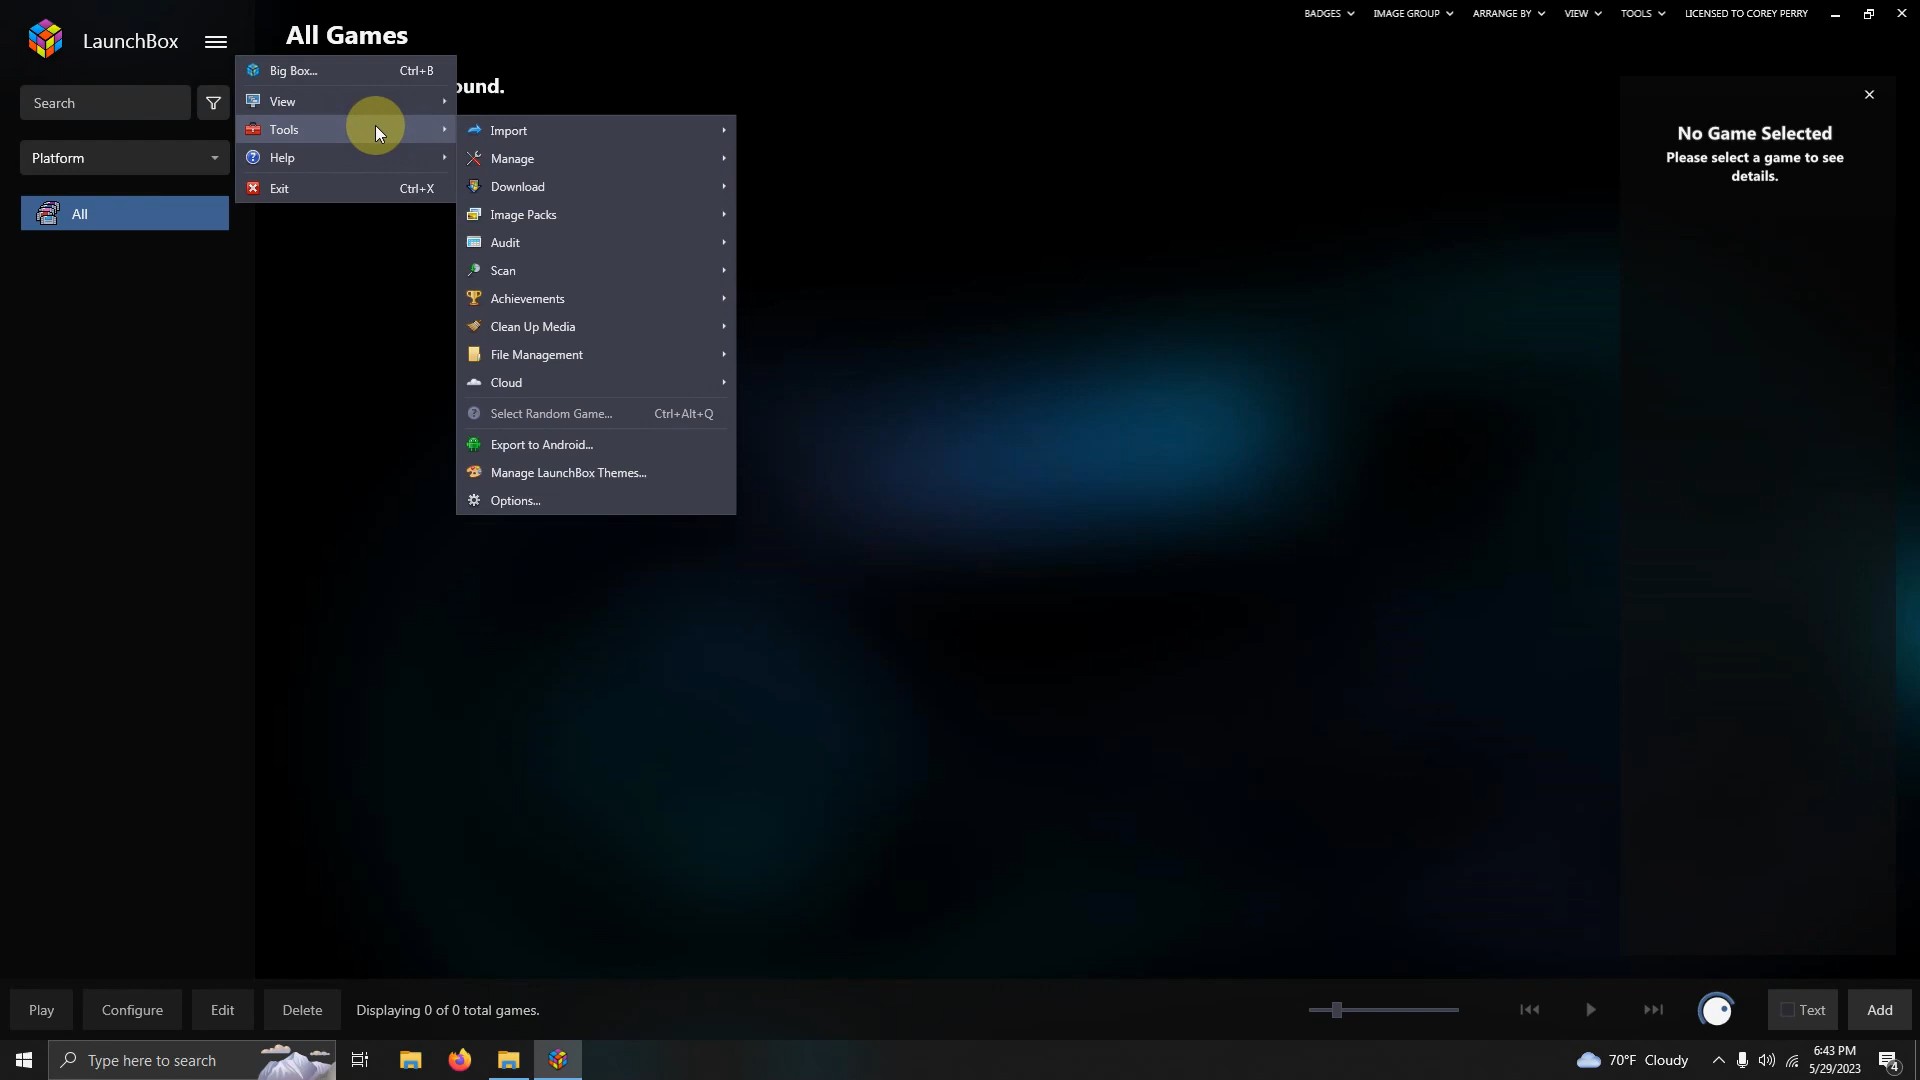 LaunchBox
All Games
BADGES
IMAGE GROUP
ARRANGE BY
VIEW
TOOLS
LICENSED TO COREY PERRY
Search
Platform
All
ound.
Big Box... Ctrl+B
View
Tools
Help
Exit Ctrl+X
Import
Manage
Download
Image Packs
Audit
Scan
Achievements
Clean Up Media
File Management
Cloud
Select Random Game... Ctrl+Alt+Q
Export to Android...
Manage LaunchBox Themes...
Options...
No Game Selected
Please select a game to see
details.
Play
Configure
Edit
Delete
Displaying 0 of 0 total games.
Text
Add
Type here to search
70°F Cloudy
6:43 PM
5/29/2023
4